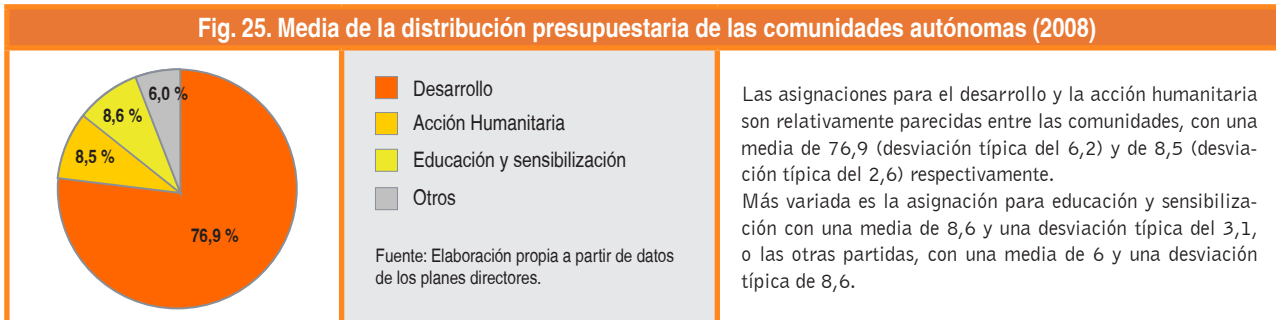 Fig. 25. Media de la distribución presupuestaria de las comunidades autónomas (2008)
6,0 %
8,6 %
8,5 %
76,9 %
Desarrollo
Acción Humanitaria
Educación y sensibilización
Otros
Fuente: Elaboración propia a partir de datos
de los planes directores.
Las asignaciones para el desarrollo y la acción humanitaria
son relativamente parecidas entre las comunidades, con una
media de 76,9 (desviación típica del 6,2) y de 8,5 (desvia-
ción típica del 2,6) respectivamente.
Más variada es la asignación para educación y sensibiliza-
ción con una media de 8,6 y una desviación típica del 3,1,
o las otras partidas, con una media de 6 y una desviación
típica de 8,6.